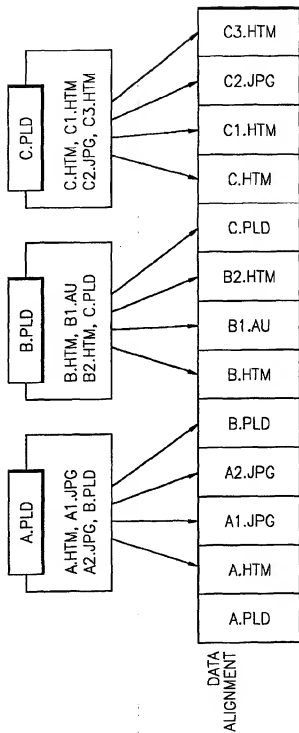 A.PLD
A.HTM, A1.JPG
A2.JPG, B.PLD
B.PLD
B.HTM, B1.AU
B2.HTM, C.PLD
C.PLD
C.HTM, C1.HTM
C2.JPG, C3.HTM
DATA
ALIGNMENT
A.PLD
A.HTM
A1.JPG
A2.JPG
B.PLD
B.HTM
B1.AU
B2.HTM
C.PLD
C.HTM
C1.HTM
C2.JPG
C3.HTM